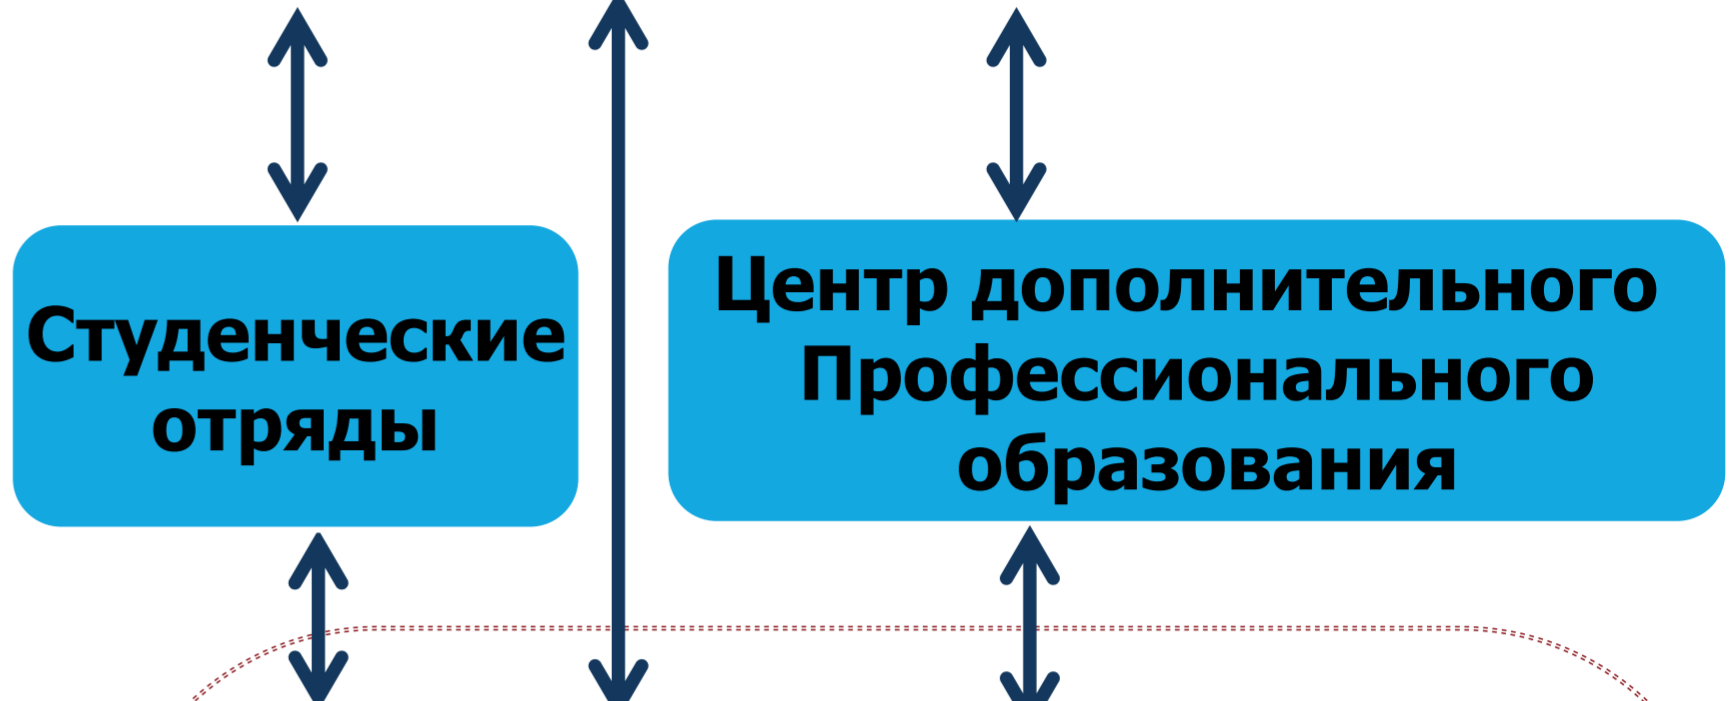 Студенческие
отряды
Центр дополнительного
Профессионального
образования